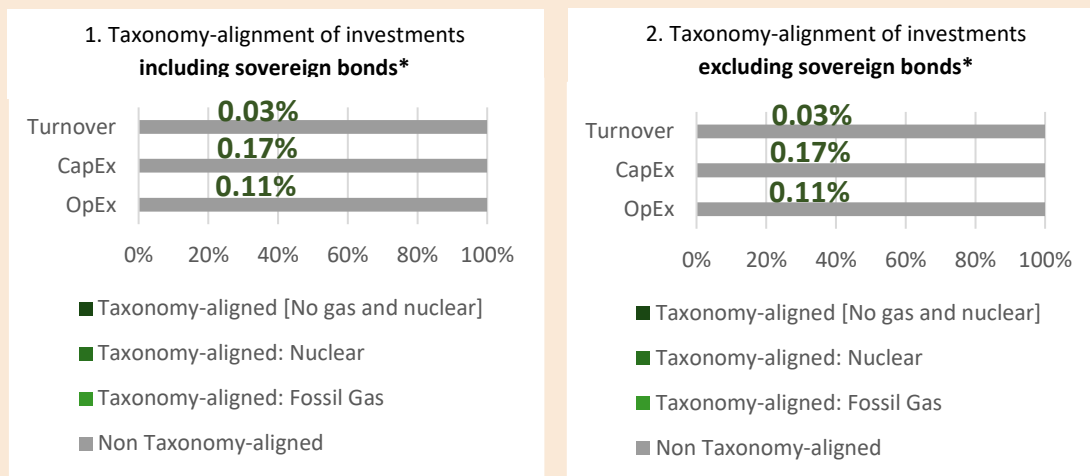 1. Taxonomy-alignment of investments
including sovereign bonds*
Turnover 0.03%
CapEx 0.17%
OpEx 0.11%
0% 20% 40% 60% 80% 100%
Taxonomy-aligned [No gas and nuclear]
Taxonomy-aligned: Nuclear
Taxonomy-aligned: Fossil Gas
Non Taxonomy-aligned
2. Taxonomy-alignment of investments
excluding sovereign bonds*
Turnover 0.03%
CapEx 0.17%
OpEx 0.11%
0% 20% 40% 60% 80% 100%
Taxonomy-aligned [No gas and nuclear]
Taxonomy-aligned: Nuclear
Taxonomy-aligned: Fossil Gas
Non Taxonomy-aligned